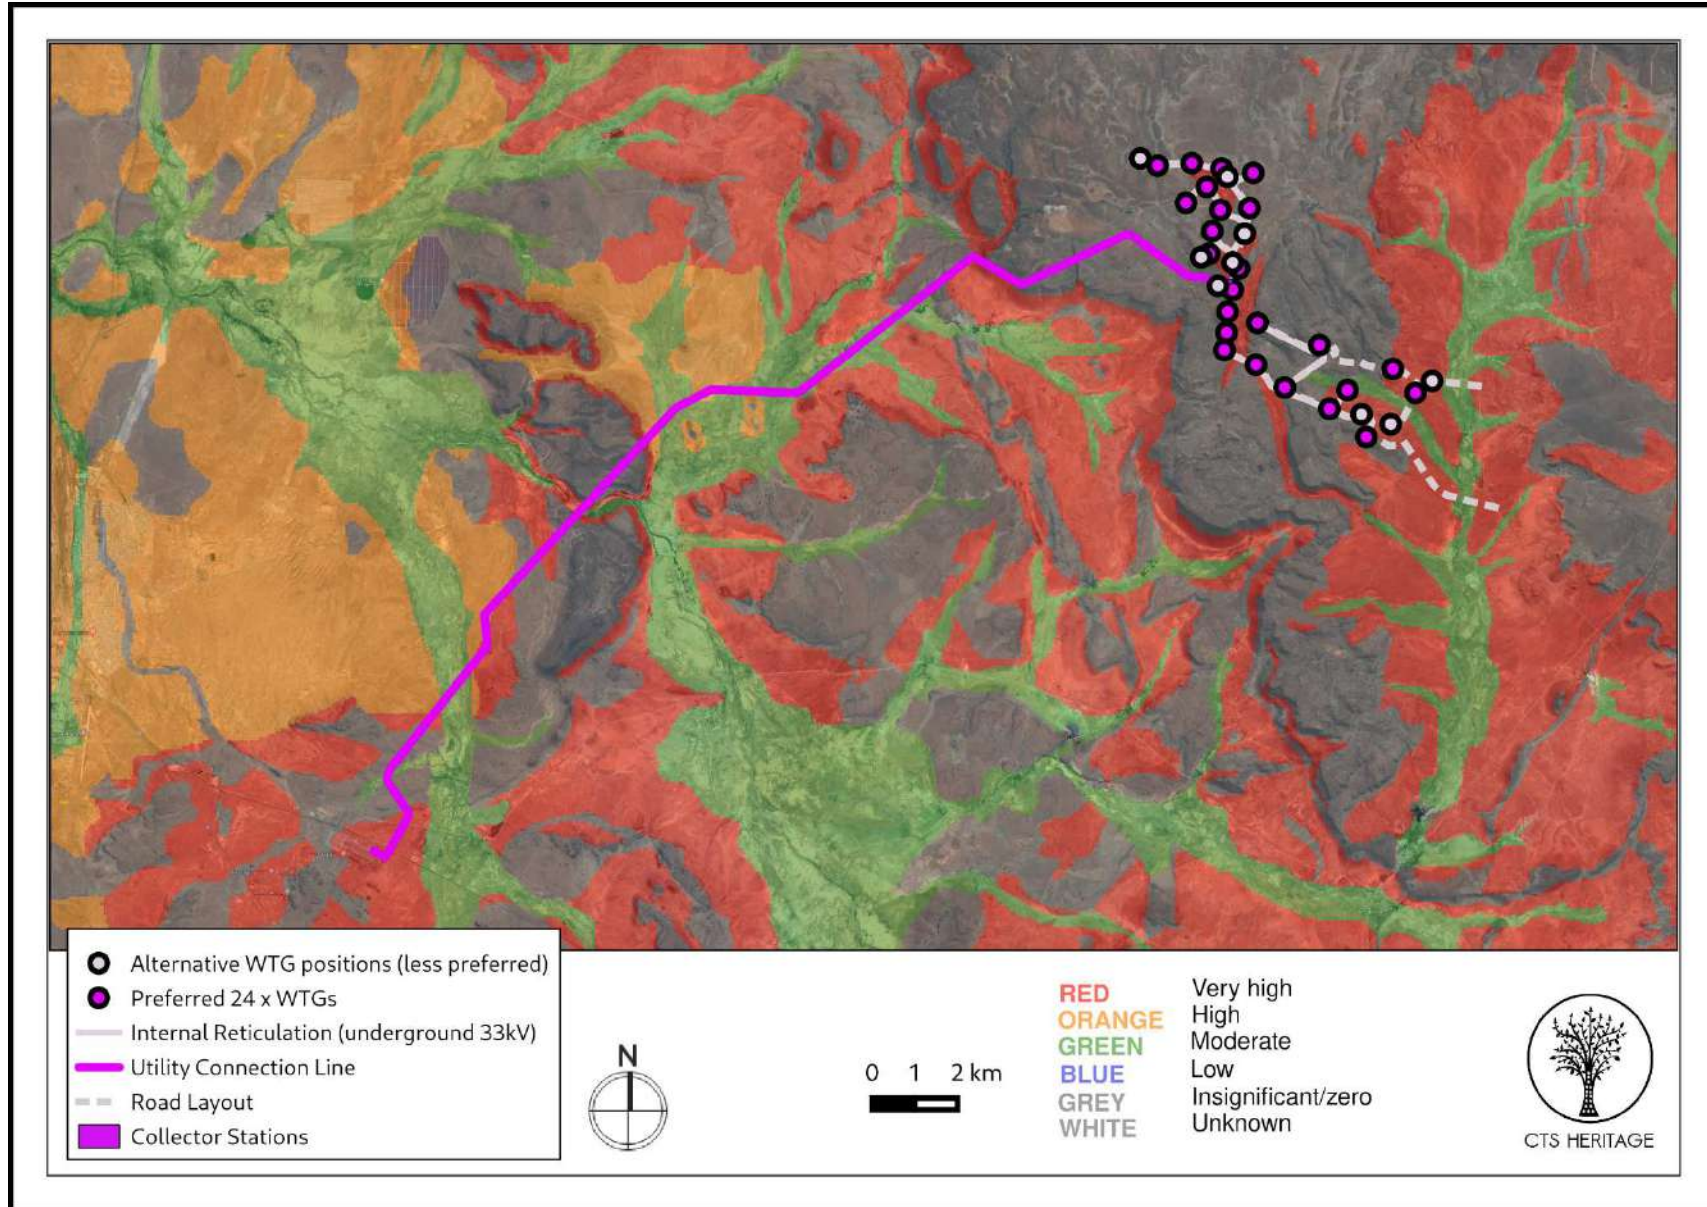 Alternative WTG positions (less preferred)
Preferred 24 x WTGs
Internal Reticulation (underground 33kV)
Utility Connection Line
Road Layout
Collector Stations
N
0 1 2 km
RED Very high
ORANGE High
GREEN Moderate
BLUE Low
GREY Insignificant/zero
WHITE Unknown
CTS HERITAGE